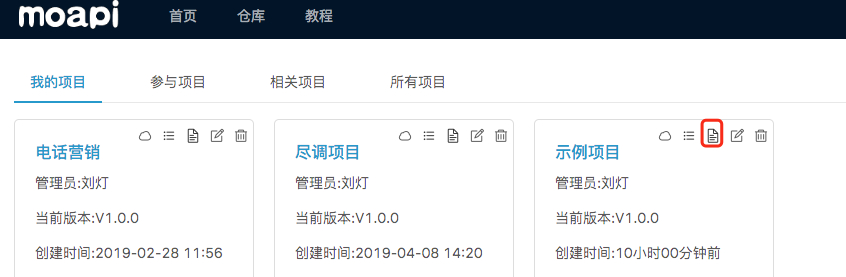 moapi 首页 仓库 教程
我的项目 参与项目 相关项目 所有项目
电话营销
管理员:刘灯
当前版本:V1.0.0
创建时间:2019-02-28 11:56
尽调项目
管理员:刘灯
当前版本:V1.0.0
创建时间:2019-04-08 14:20
示例项目
管理员:刘灯
当前版本:V1.0.0
创建时间:10小时00分钟前